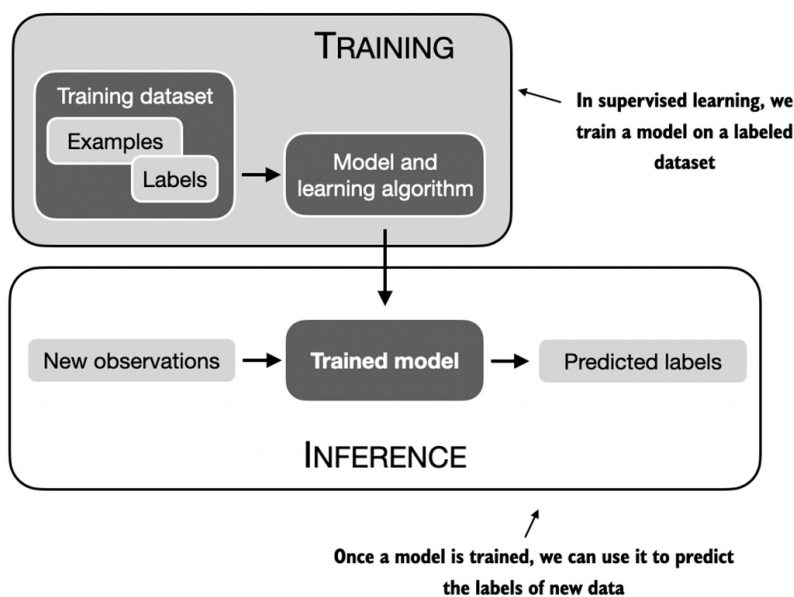 TRAINING
Training dataset
Examples
Labels
Model and
learning algorithm
In supervised learning, we
train a model on a labeled
dataset
New observations
Trained model
Predicted labels
INFERENCE
Once a model is trained, we can use it to predict
the labels of new data